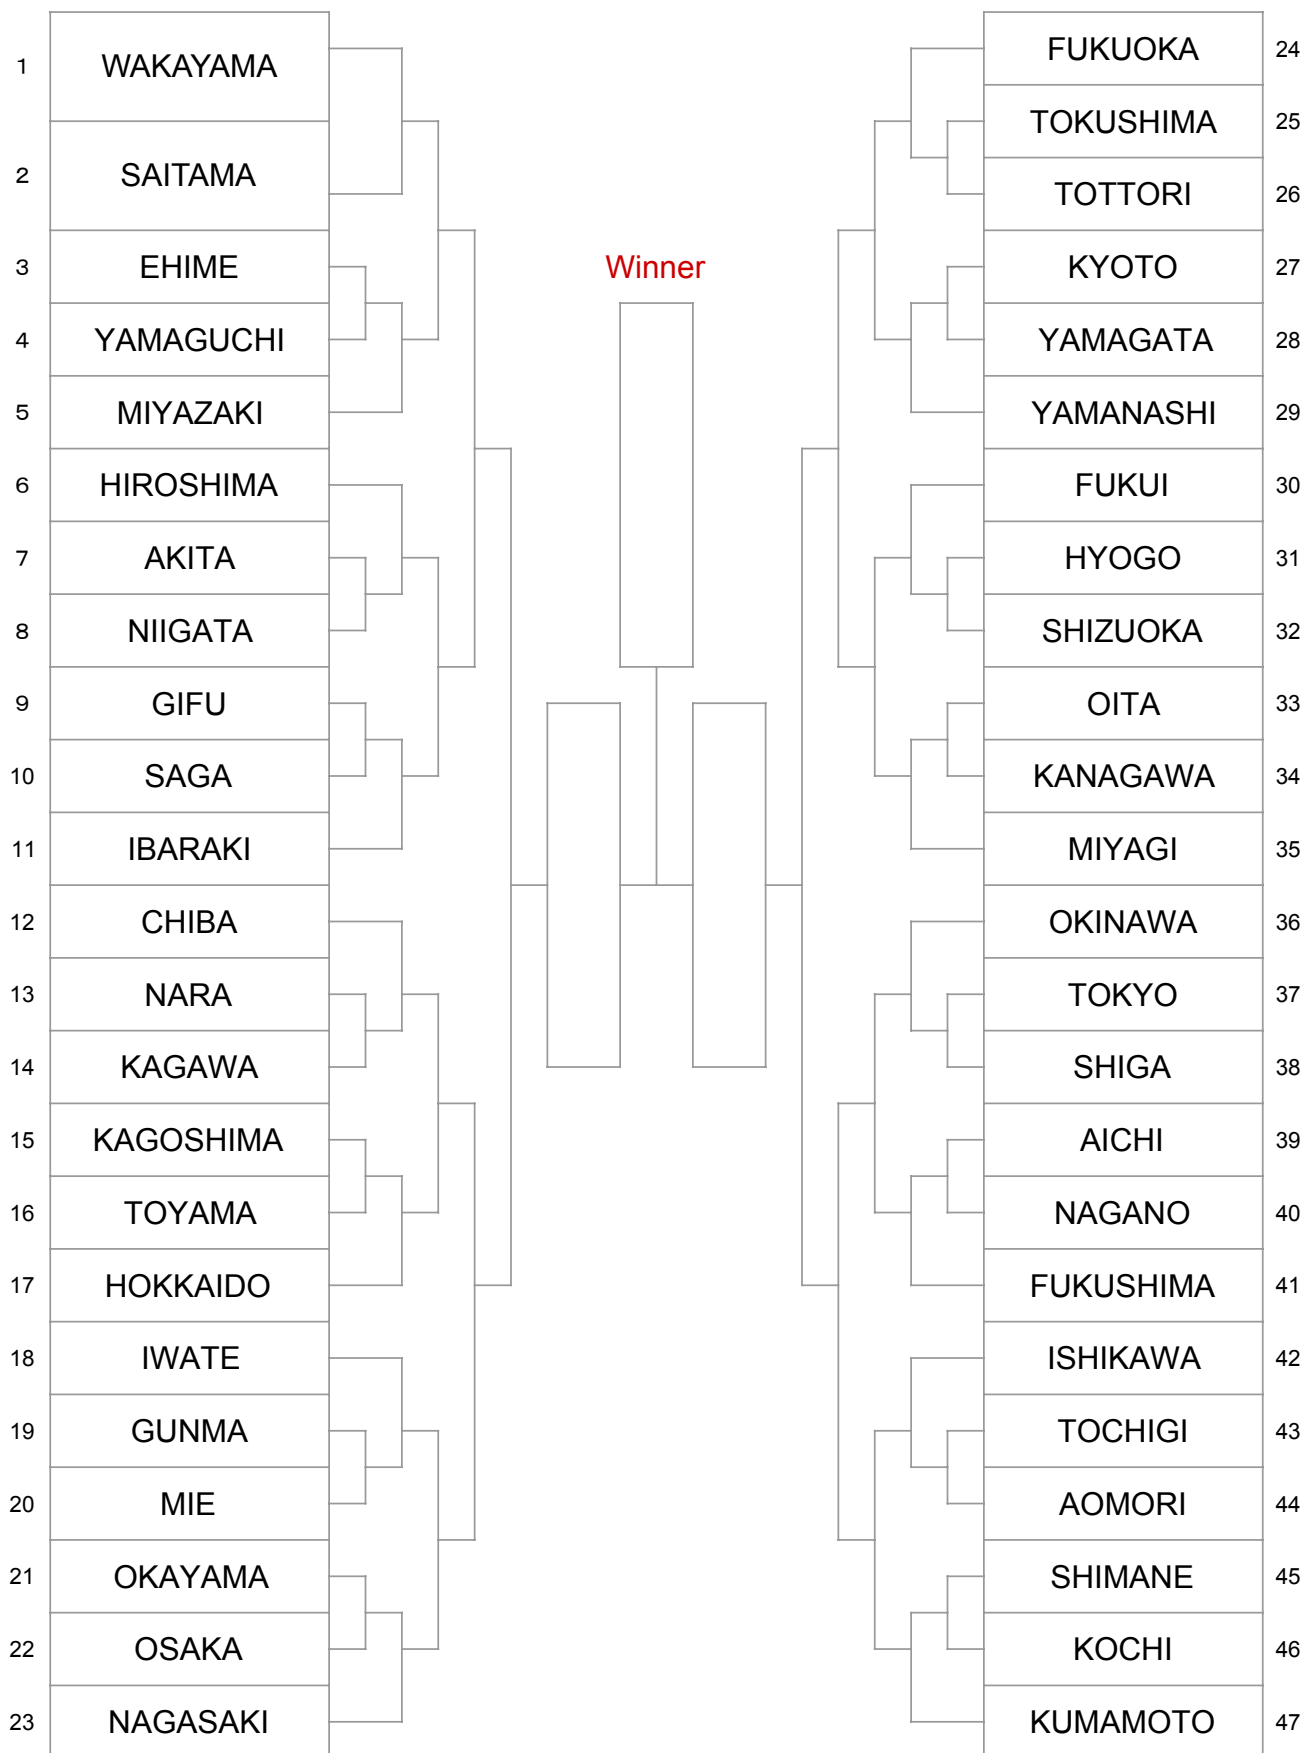 1 WAKAYAMA
2 SAITAMA
3 EHIME
4 YAMAGUCHI
5 MIYAZAKI
6 HIROSHIMA
7 AKITA
8 NIIGATA
9 GIFU
10 SAGA
11 IBARAKI
12 CHIBA
13 NARA
14 KAGAWA
15 KAGOSHIMA
16 TOYAMA
17 HOKKAIDO
18 IWATE
19 GUNMA
20 MIE
21 OKAYAMA
22 OSAKA
23 NAGASAKI
Winner
FUKUOKA 24
TOKUSHIMA 25
TOTTORI 26
KYOTO 27
YAMAGATA 28
YAMANASHI 29
FUKUI 30
HYOGO 31
SHIZUOKA 32
OITA 33
KANAGAWA 34
MIYAGI 35
OKINAWA 36
TOKYO 37
SHIGA 38
AICHI 39
NAGANO 40
FUKUSHIMA 41
ISHIKAWA 42
TOCHIGI 43
AOMORI 44
SHIMANE 45
KOCHI 46
KUMAMOTO 47